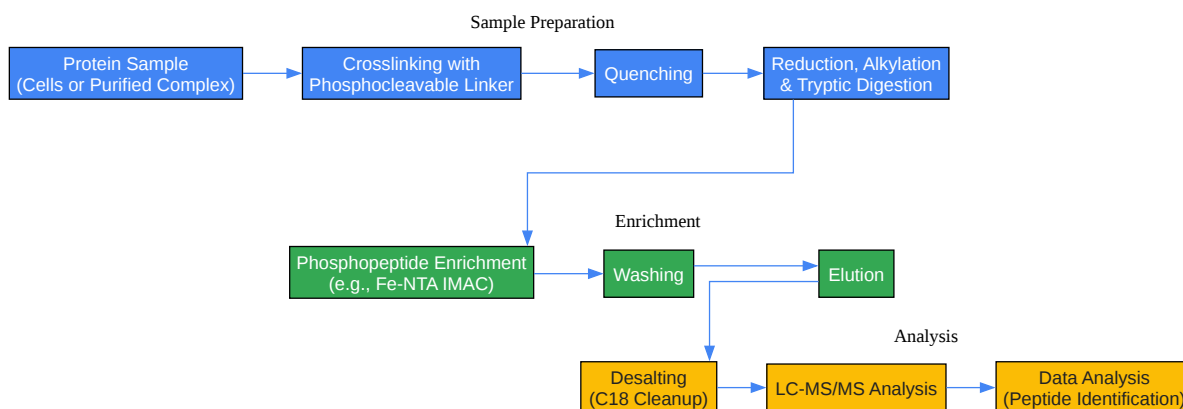 Sample Preparation
Protein Sample
(Cells or Purified Complex)
Crosslinking with
Phosphocleavable Linker
Quenching
Reduction, Alkylation
& Tryptic Digestion
Enrichment
Phosphopeptide Enrichment
(e.g., Fe-NTA IMAC)
Washing
Elution
Analysis
Desalting
(C18 Cleanup)
LC-MS/MS Analysis
Data Analysis
(Peptide Identification)